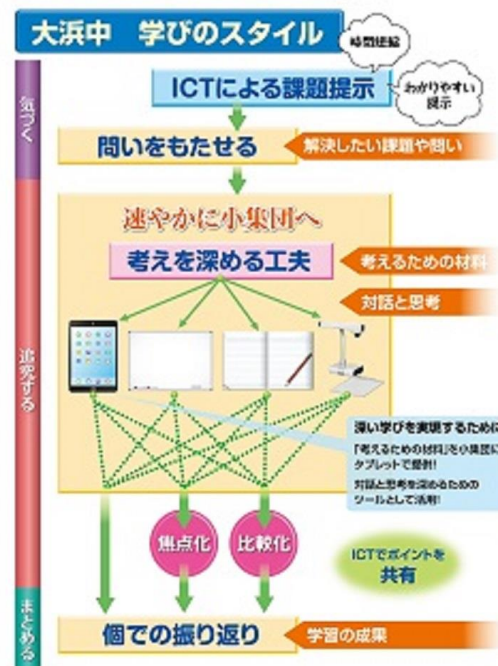 大浜中 学びのスタイル
時間短縮
ICTによる課題提示
わかりやすい
提示
気づく
問いをもたせる
解決したい課題や問い
速やかに小集団へ
考えを深める工夫
考えるための材料
対話と思考
追究する
深い学びを実現するために
「考えるための材料」を小集団に
タブレットで提供!
対話と思考を深めるための
ツールとして活用!
焦点化
比較化
ICTでポイントを
共有
まとめる
個での振り返り
学習の成果